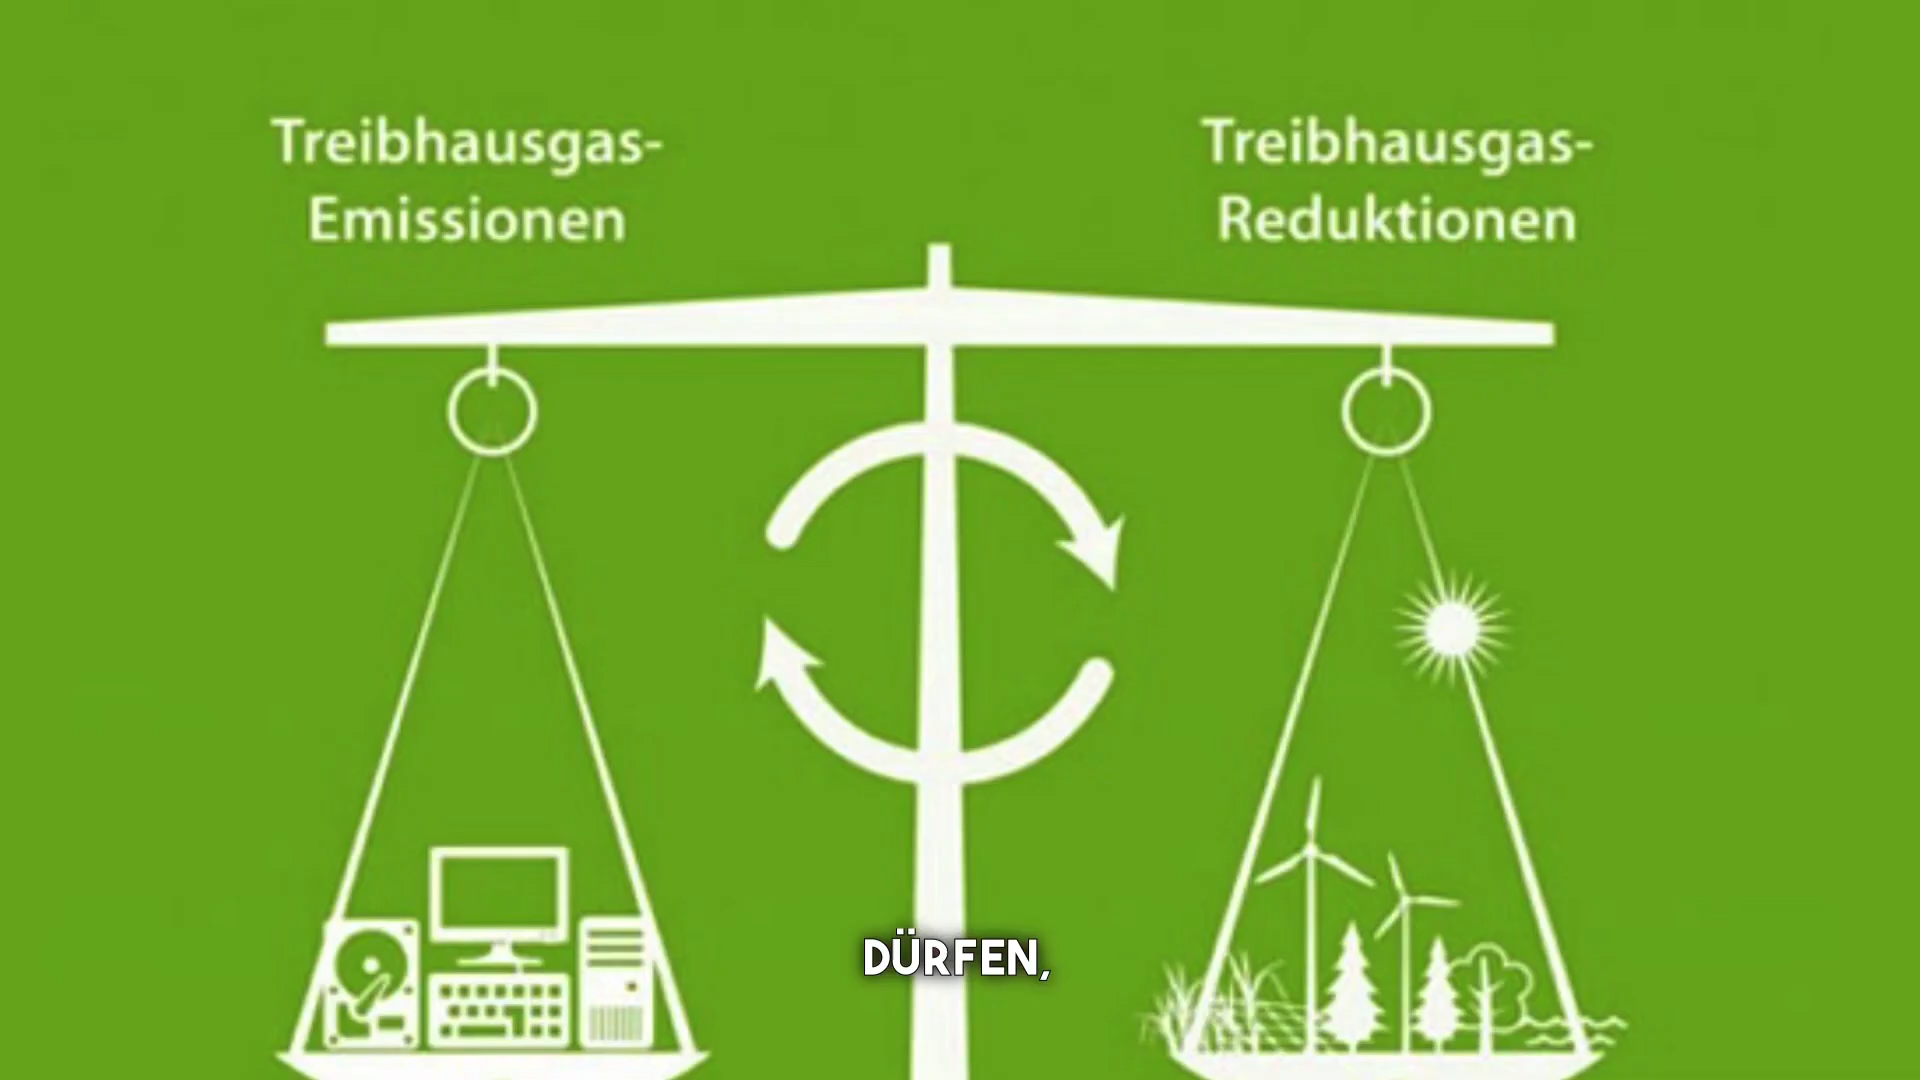 Treibhausgas-
Emissionen
Treibhausgas-
Reduktionen
DÜRFEN,